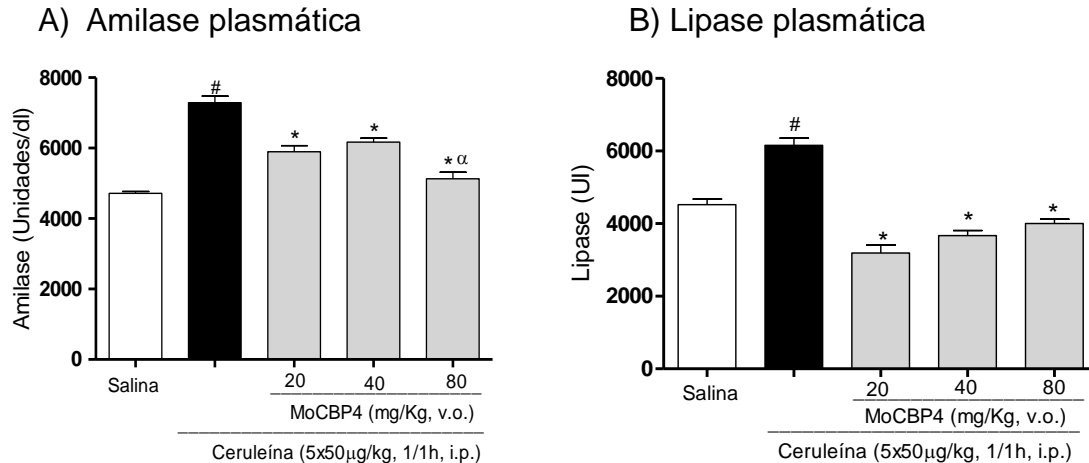 A) Amilase plasmática
Amilase (Unidades/dl)
8000
6000
4000
2000
0
#
*
*
* α
Salina
20 40 80
MoCBP4 (mg/Kg, v.o.)
Ceruleína (5x50µg/kg, 1/1h, i.p.)
B) Lipase plasmática
Lipase (UI)
8000
6000
4000
2000
0
#
*
*
*
Salina
20 40 80
MoCBP4 (mg/Kg, v.o.)
Ceruleína (5x50µg/kg, 1/1h, i.p.)